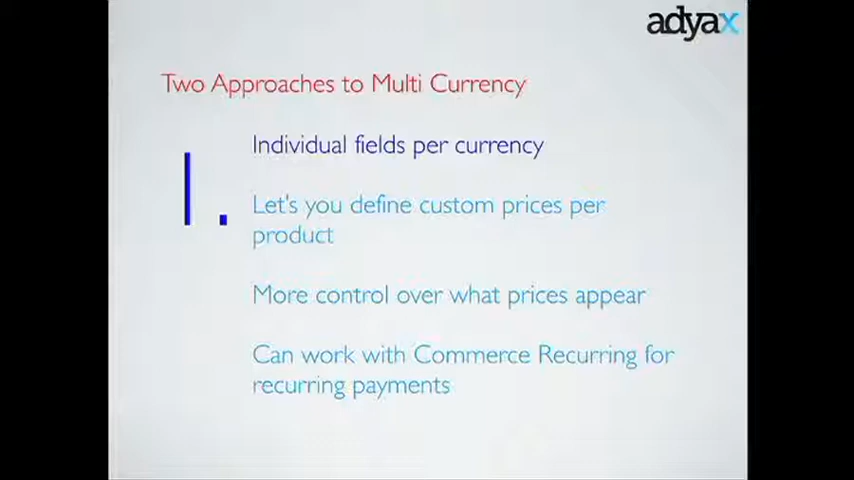 adyax
Two Approaches to Multi Currency
1.
Individual fields per currency
Let's you define custom prices per
product
More control over what prices appear
Can work with Commerce Recurring for
recurring payments